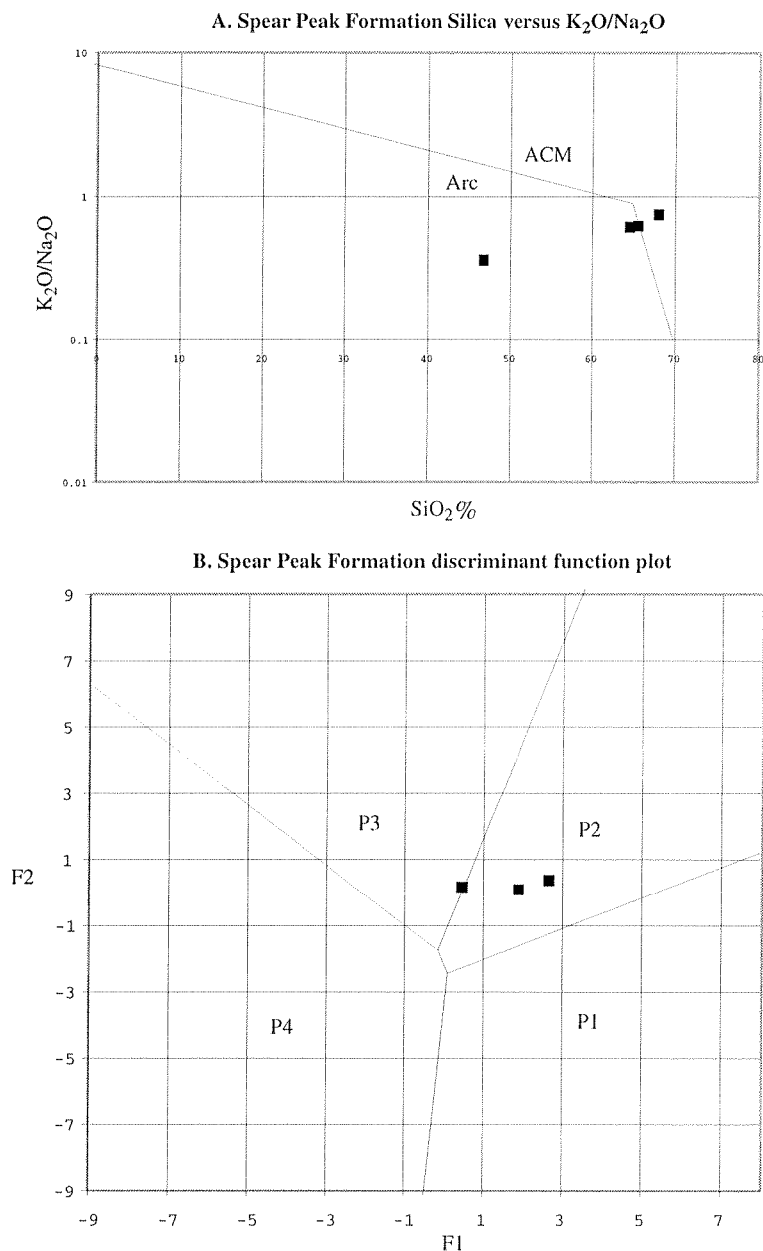 A. Spear Peak Formation Silica versus K₂O/Na₂O
10
ACM
Arc
1
K₂O/Na₂O
0.1
0 10 20 30 40 50 60 70 80
0.01
SiO₂%
B. Spear Peak Formation discriminant function plot
9
7
5
3
P3 P2
1
F2
-1
-3
P4 P1
-5
-7
-9
-9 -7 -5 -3 -1 1 3 5 7
F1